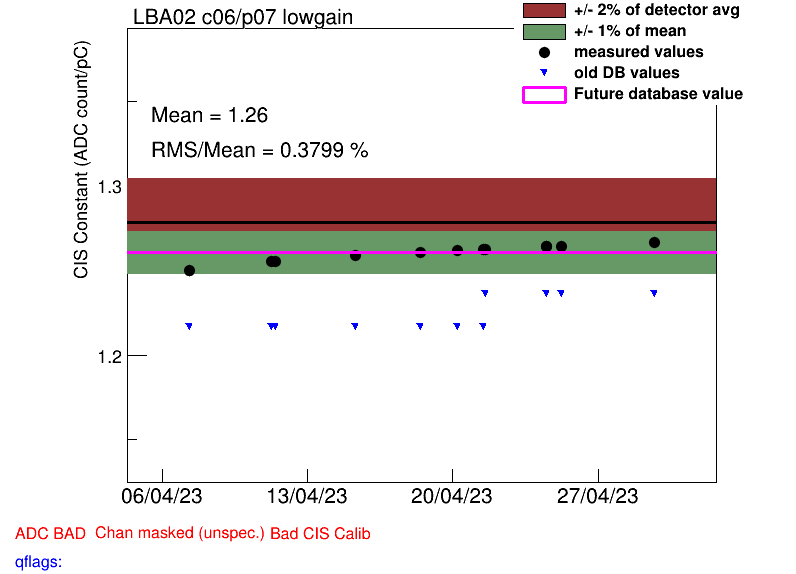 LBA02 c06/p07 lowgain
+/- 2% of detector avg
+/- 1% of mean
measured values
old DB values
Future database value
Mean = 1.26
RMS/Mean = 0.3799 %
CIS Constant (ADC count/pC)
1.3
1.2
06/04/23 13/04/23 20/04/23 27/04/23
ADC BAD Chan masked (unspec.) Bad CIS Calib
qflags: